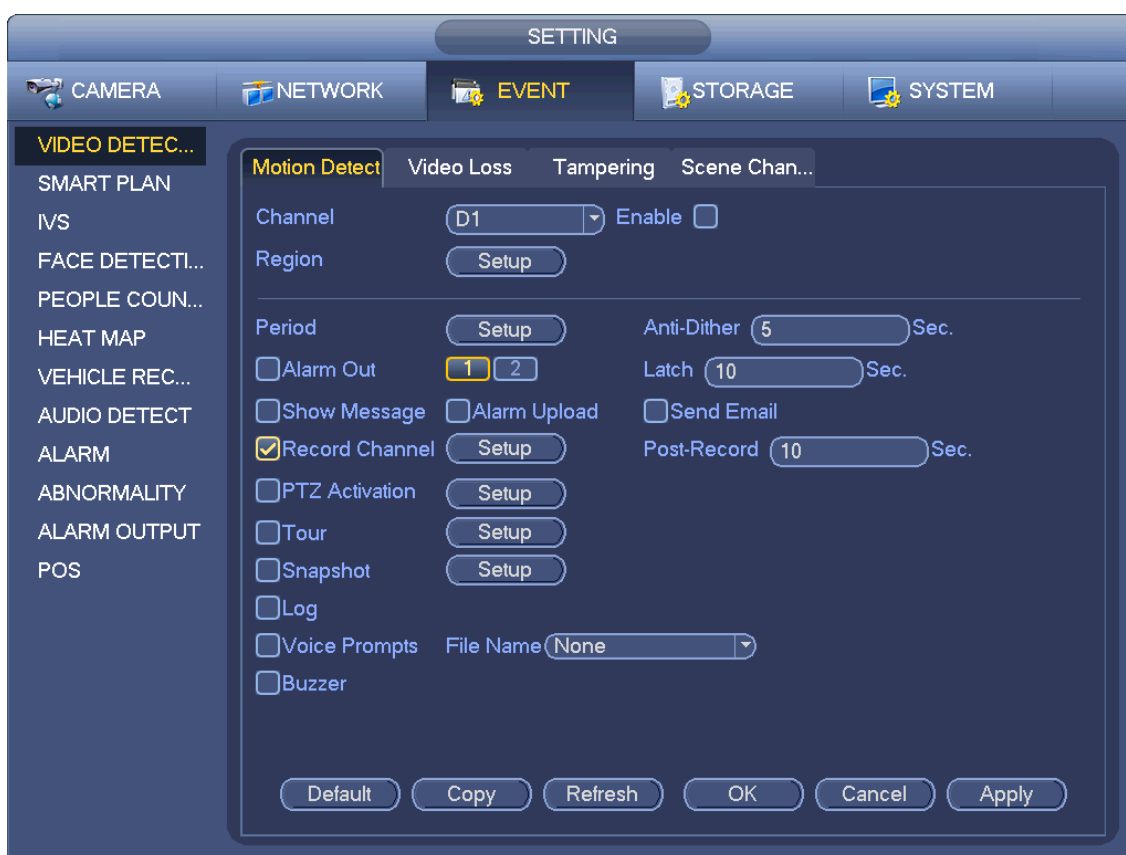 SETTING
CAMERA NETWORK EVENT STORAGE SYSTEM
VIDEO DETEC...
SMART PLAN
IVS
FACE DETECTI...
PEOPLE COUN...
HEAT MAP
VEHICLE REC...
AUDIO DETECT
ALARM
ABNORMALITY
ALARM OUTPUT
POS
Motion Detect Video Loss Tampering Scene Chan...
Channel D1 Enable
Region Setup
Period Setup Anti-Dither 5 Sec.
Alarm Out 1 2 Latch 10 Sec.
Show Message Alarm Upload Send Email
Record Channel Setup Post-Record 10 Sec.
PTZ Activation Setup
Tour Setup
Snapshot Setup
Log
Voice Prompts File Name None
Buzzer
Default Copy Refresh OK Cancel Apply